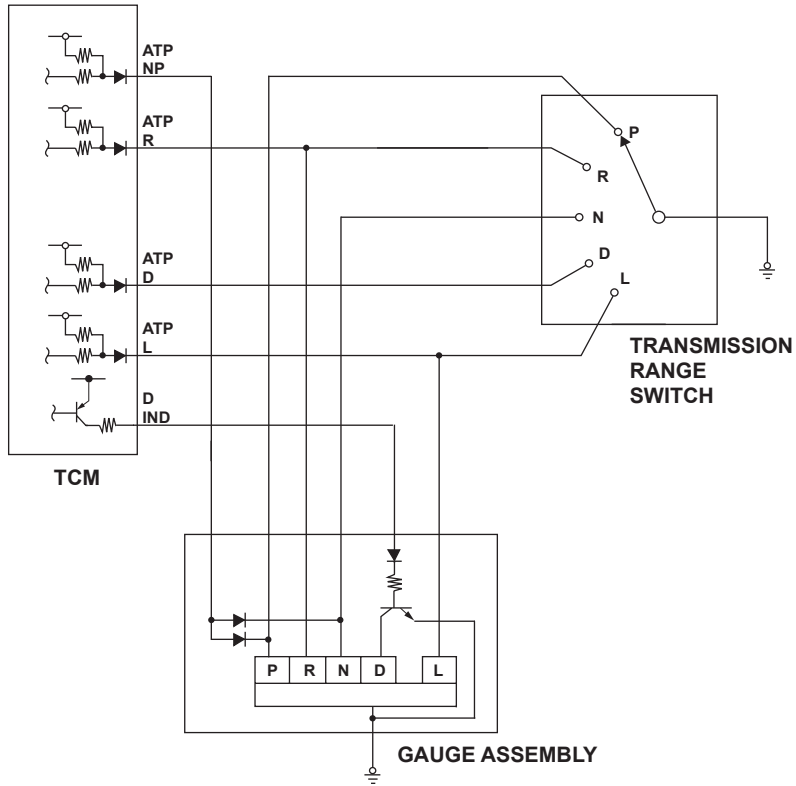 ATP
NP
ATP
R
ATP
D
ATP
L
D
IND
TCM
P
R
N
D
L
TRANSMISSION
RANGE
SWITCH
P R N D L
GAUGE ASSEMBLY